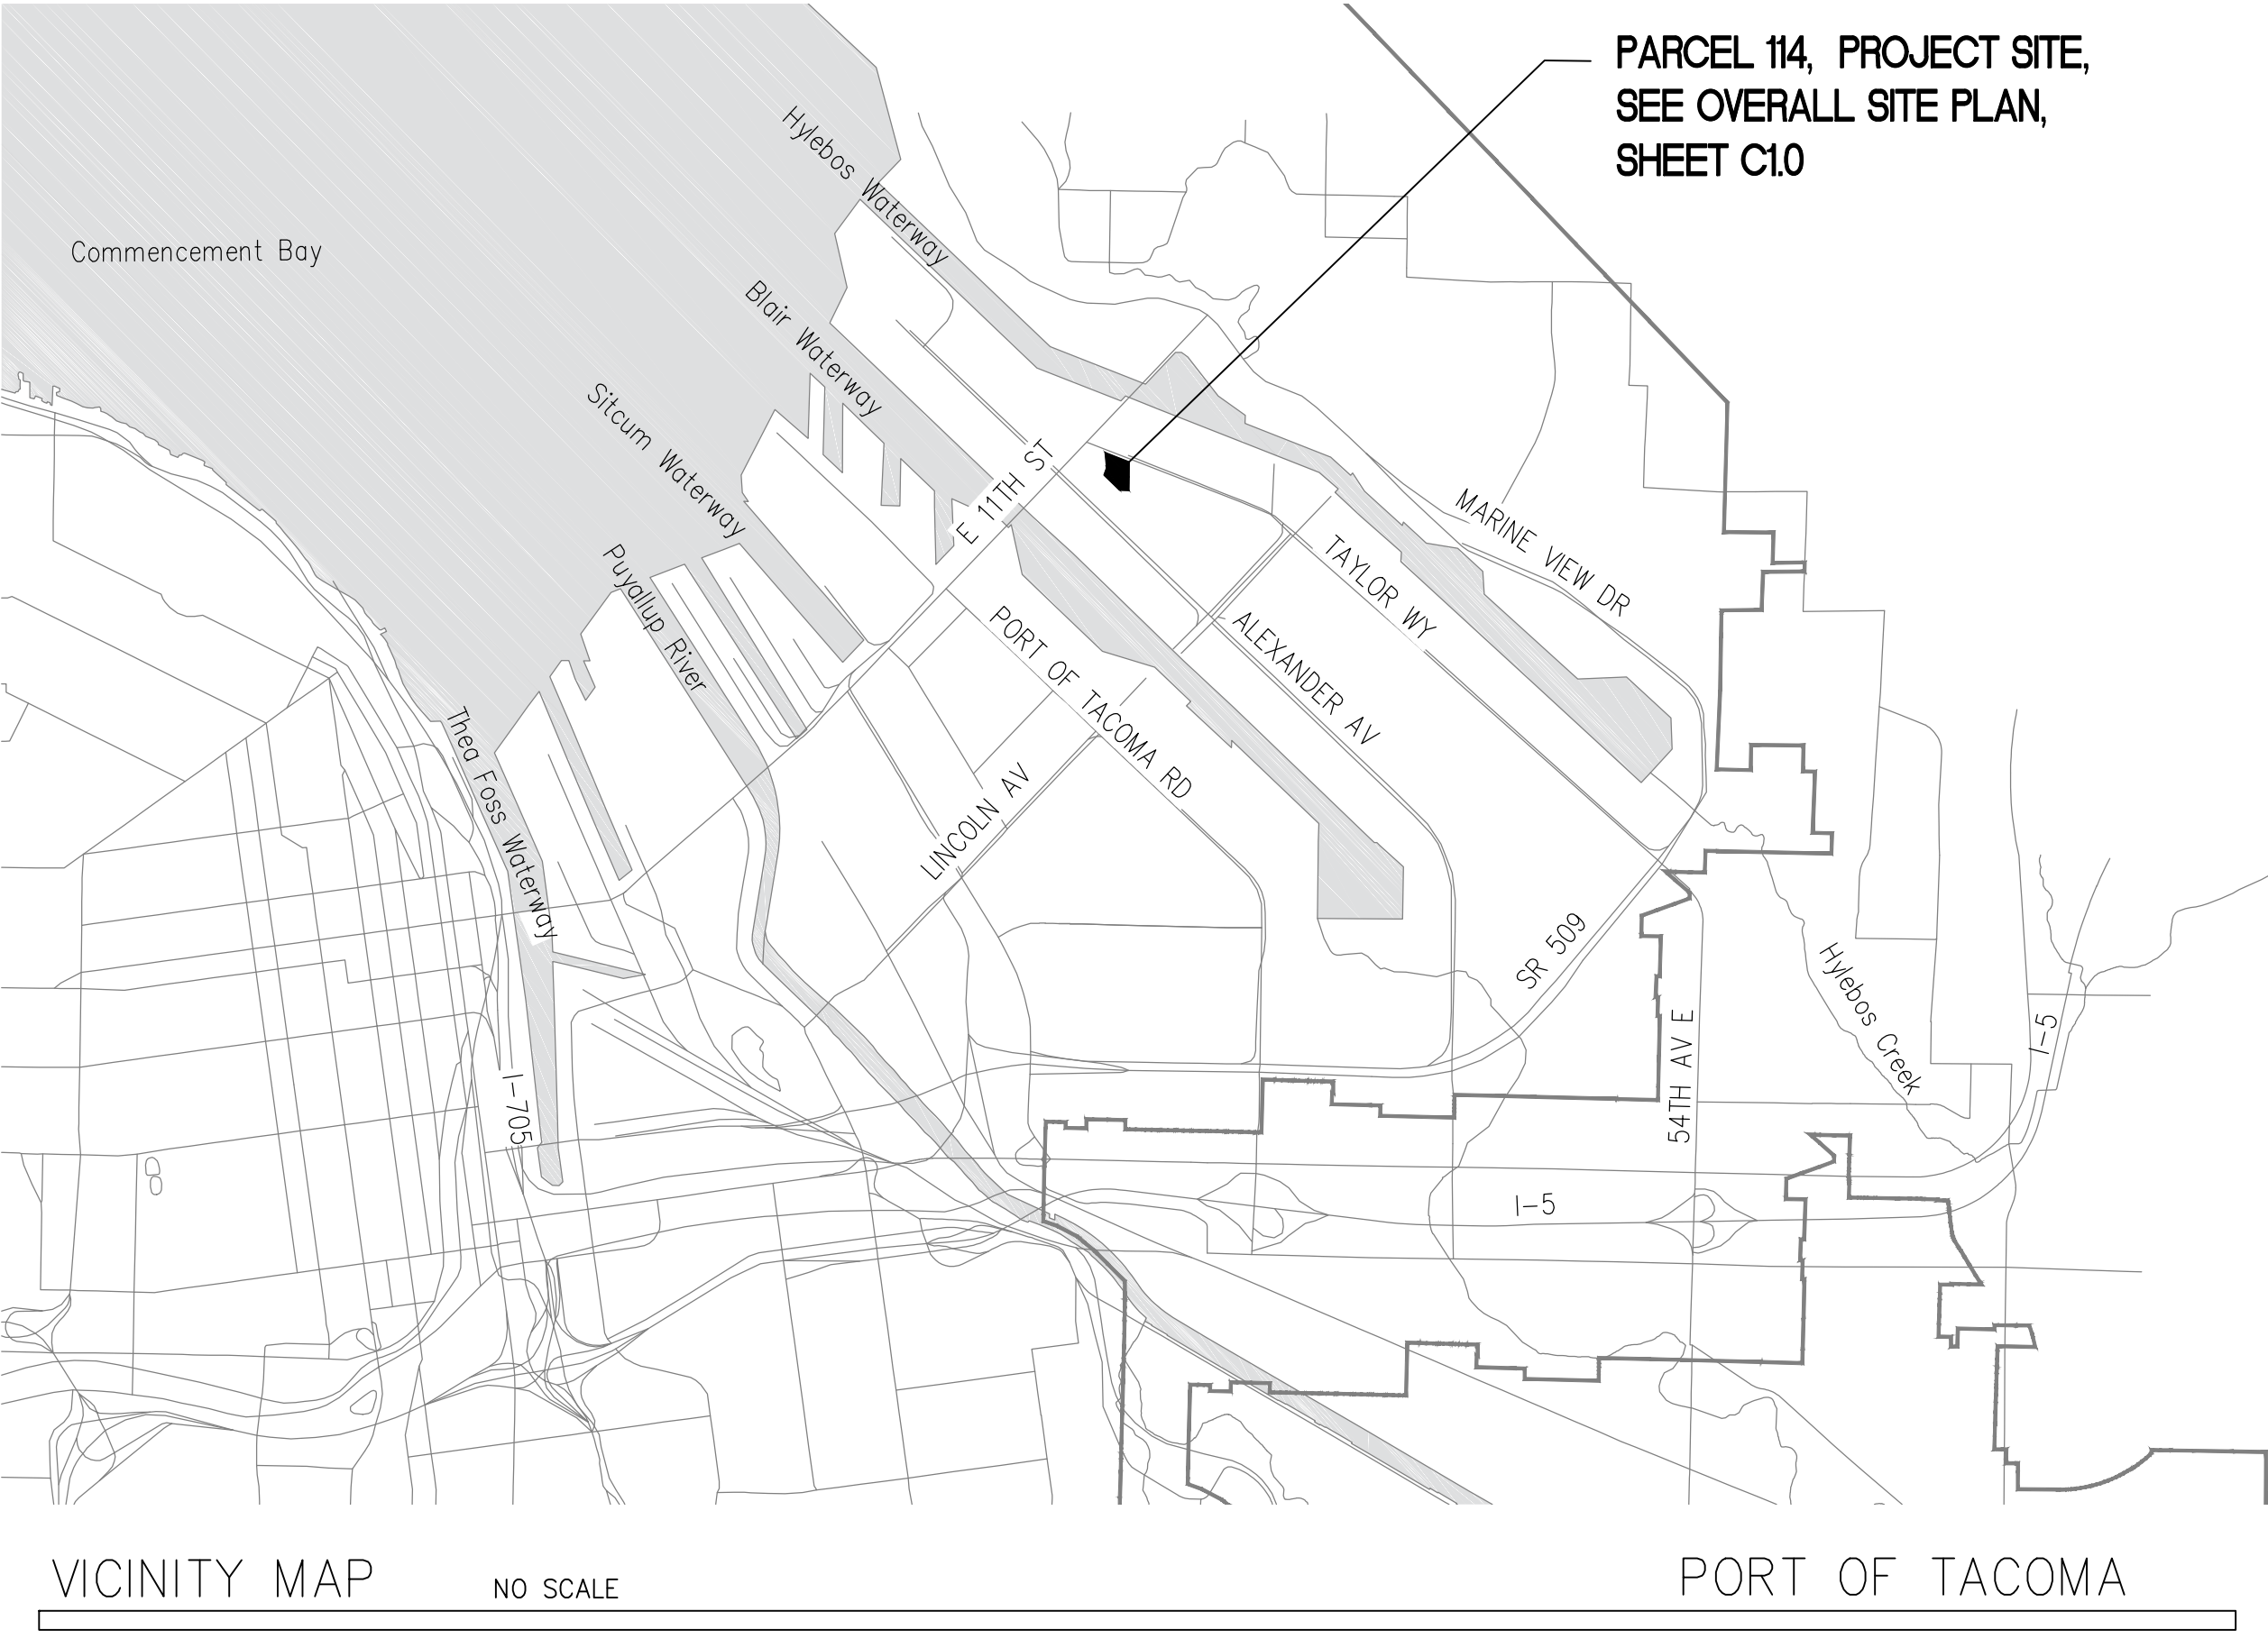 PARCEL 114, PROJECT SITE,
SEE OVERALL SITE PLAN,
SHEET C1.0
Hylebos Waterway
Commencement Bay
Blair Waterway
Sitcum Waterway
E 11TH ST
Puyallup River
MARINE VIEW DR
TAYLOR WY
ALEXANDER AV
PORT OF TACOMA RD
Thea Foss Waterway
LINCOLN AV
SR 509
Hylebos Creek
54TH AV E
I-5
I-705
I-5
VICINITY MAP
NO SCALE
PORT OF TACOMA